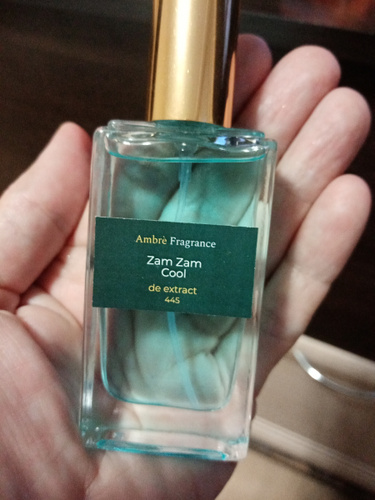 Ambrè Fragrance
Zam Zam
Cool
de extract
445